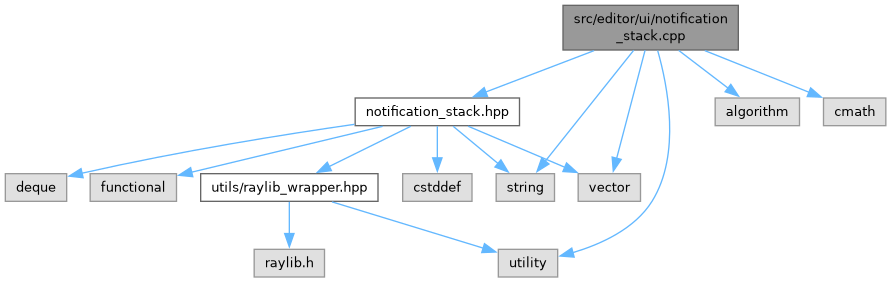 src/editor/ui/notification
_stack.cpp
notification_stack.hpp
algorithm
cmath
deque
functional
utils/raylib_wrapper.hpp
cstddef
string
vector
raylib.h
utility